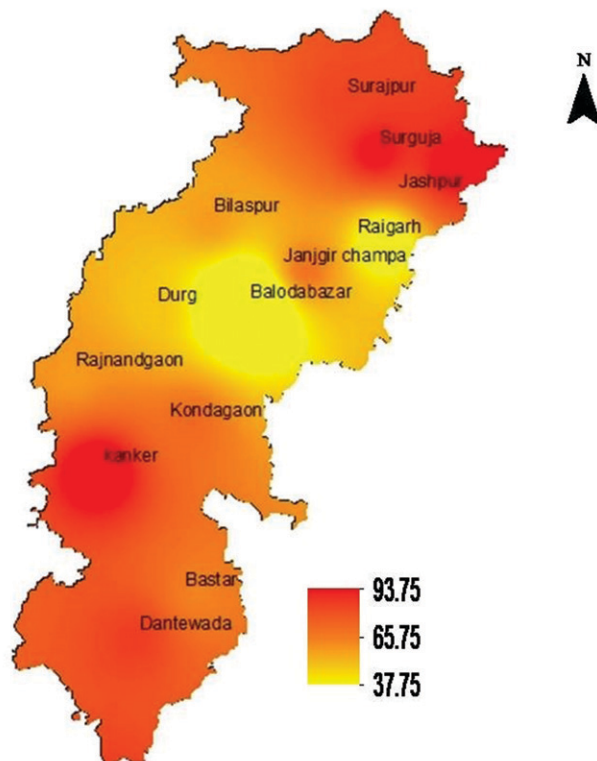 N
Surajpur
Surguja
Jashpur
Bilaspur
Raigarh
Janjgir champa
Durg
Balodabazar
Rajnandgaon
Kondagaon
kanker
Bastar
Dantewada
93.75
65.75
37.75